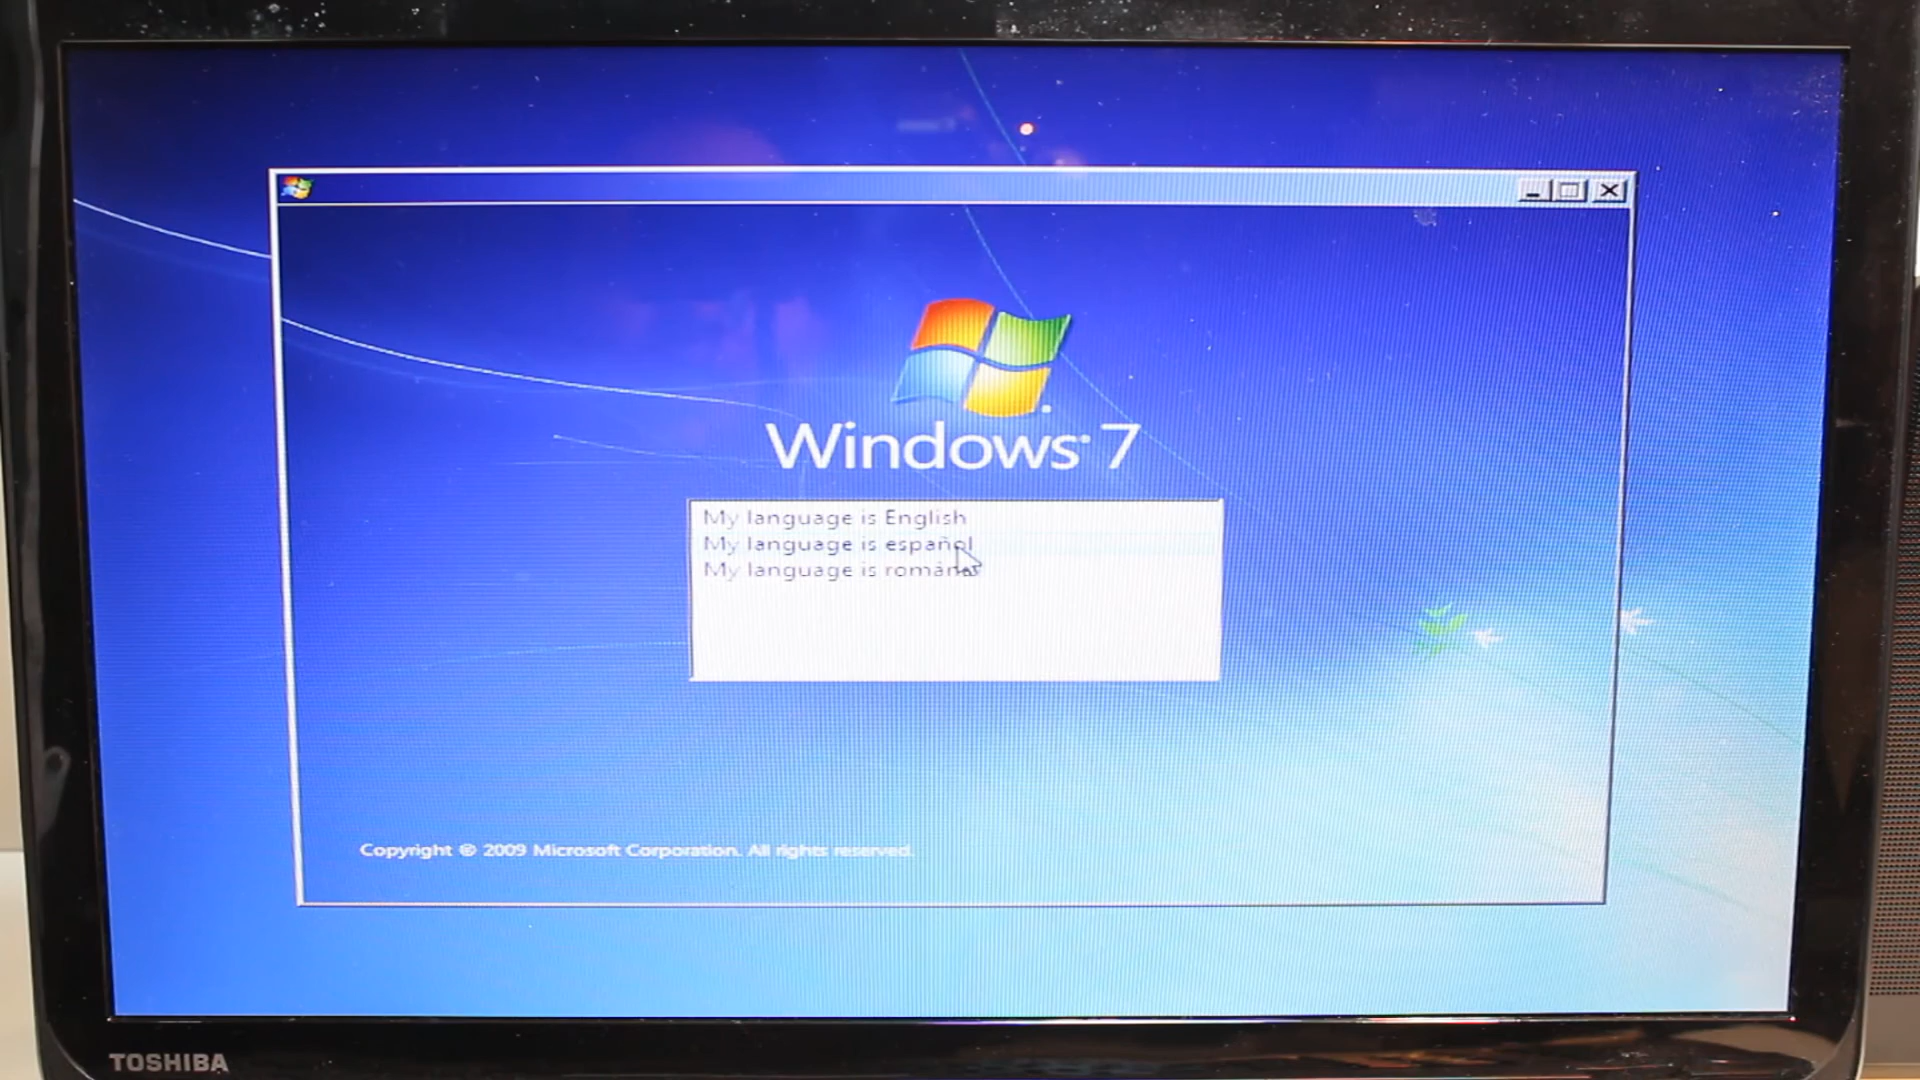 Windows® 7
My language is English
My language is español
My language is română
Copyright © 2009 Microsoft Corporation. All rights reserved.
TOSHIBA